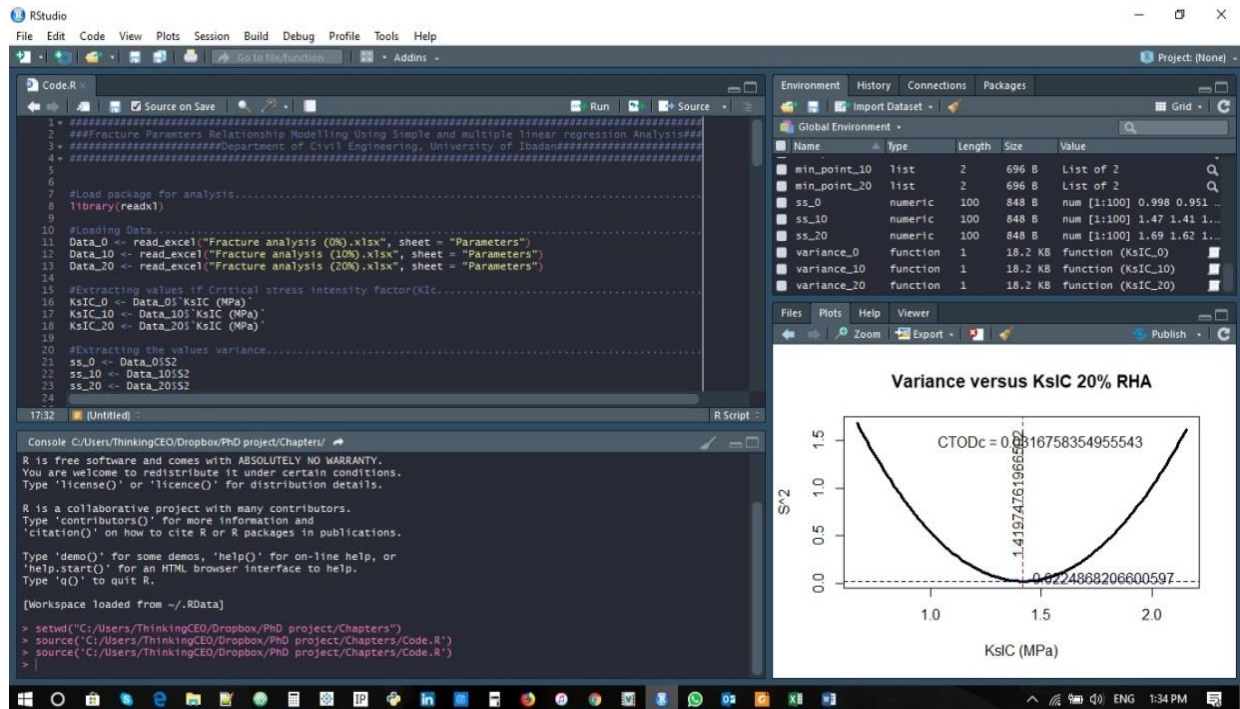 RStudio
File Edit Code View Plots Session Build Debug Profile Tools Help
Go to file/function Addins
Project: (None)
Code.R
Source on Save Run Source
1 ################################################################################
2 ###Fracture Paramters Relationship Modelling Using Simple and multiple linear regression Analysis###
3 ######################Department of Civil Engineering, University of Ibadan######################
4 ################################################################################
5
6
7 #Load package for analysis....................................................
8 library(readxl)
9
10 #Loading Data....................................................
11 Data_0 <- read_excel("Fracture analysis (0%).xlsx", sheet = "Parameters")
12 Data_10 <- read_excel("Fracture analysis (10%).xlsx", sheet = "Parameters")
13 Data_20 <- read_excel("Fracture analysis (20%).xlsx", sheet = "Parameters")
14
15 #Extracting values if Critical stress intensity factor(KIc....................................................
16 KsIC_0 <- Data_0$`KsIC (MPa)`
17 KsIC_10 <- Data_10$`KsIC (MPa)`
18 KsIC_20 <- Data_20$`KsIC (MPa)`
19
20 #Extracting the values variance....................................................
21 ss_0 <- Data_0$S2
22 ss_10 <- Data_10$S2
23 ss_20 <- Data_20$S2
24
17:32 (Untitled) R Script
Console C:/Users/ThinkingCEO/Dropbox/PhD project/Chapters/
R is free software and comes with ABSOLUTELY NO WARRANTY.
You are welcome to redistribute it under certain conditions.
Type 'license()' or 'licence()' for distribution details.
R is a collaborative project with many contributors.
Type 'contributors()' for more information and
'citation()' on how to cite R or R packages in publications.
Type 'demo()' for some demos, 'help()' for on-line help, or
'help.start()' for an HTML browser interface to help.
Type 'q()' to quit R.
[Workspace loaded from ~/.RData]
> setwd("C:/Users/ThinkingCEO/Dropbox/PhD project/Chapters")
> source('C:/Users/ThinkingCEO/Dropbox/PhD project/Chapters/Code.R')
> source('C:/Users/ThinkingCEO/Dropbox/PhD project/Chapters/Code.R')
>
Environment History Connections Packages
Import Dataset Grid
Global Environment
Name Type Length Size Value
min_point_10 list 2 696 B List of 2
min_point_20 list 2 696 B List of 2
ss_0 numeric 100 848 B num [1:100] 0.998 0.951 ...
ss_10 numeric 100 848 B num [1:100] 1.47 1.41 1...
ss_20 numeric 100 848 B num [1:100] 1.69 1.62 1...
variance_0 function 1 18.2 KB function (KsIC_0)
variance_10 function 1 18.2 KB function (KsIC_10)
variance_20 function 1 18.2 KB function (KsIC_20)
Files Plots Help Viewer
Zoom Export Publish
Variance versus KsIC 20% RHA
CTODc = 0.0316758354955543
0.0224868206600597
S^2
0.0 0.5 1.0 1.5
1.0 1.5 2.0
KsIC (MPa)
ENG 1:34 PM